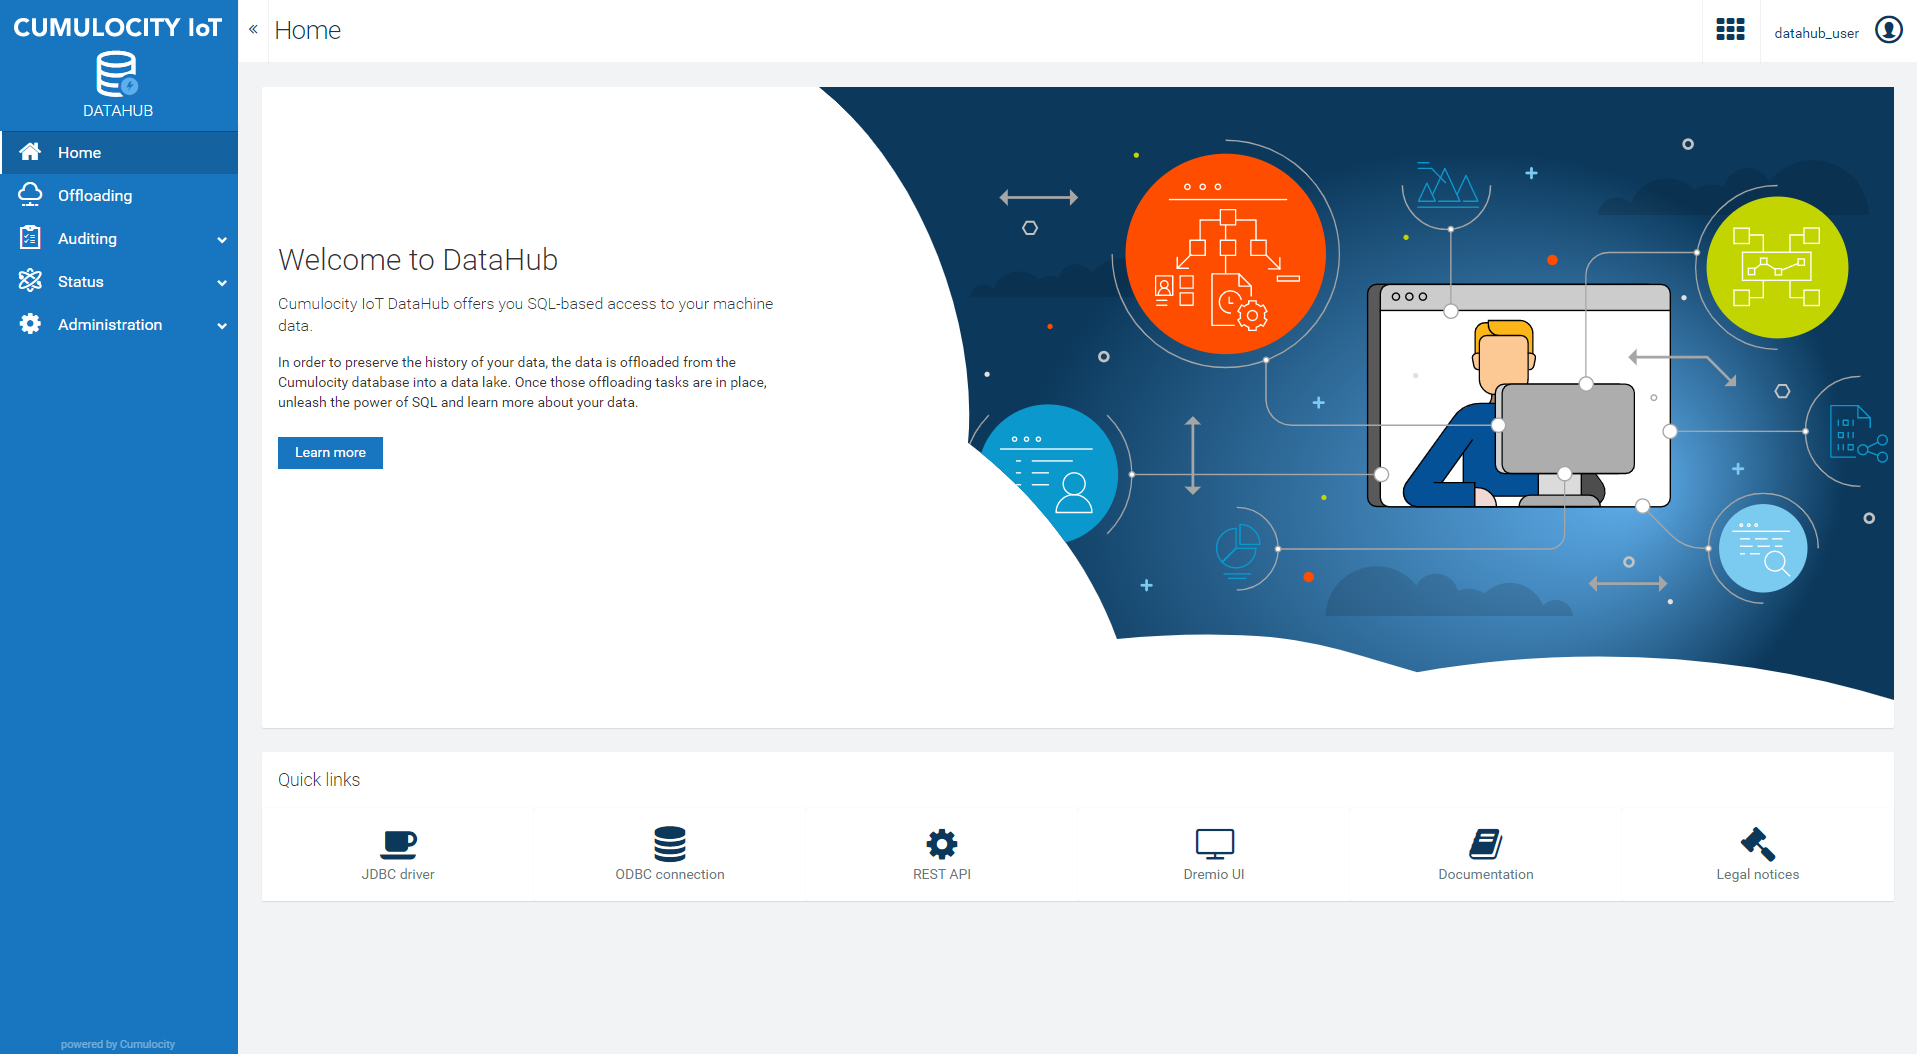 CUMULOCITY IoT
DATAHUB
Home
Offloading
Auditing
Status
Administration
powered by Cumulocity
«
Home
datahub_user
Welcome to DataHub
Cumulocity IoT DataHub offers you SQL-based access to your machine
data.
In order to preserve the history of your data, the data is offloaded from the
Cumulocity database into a data lake. Once those offloading tasks are in place,
unleash the power of SQL and learn more about your data.
Learn more
Quick links
JDBC driver
ODBC connection
REST API
Dremio UI
Documentation
Legal notices